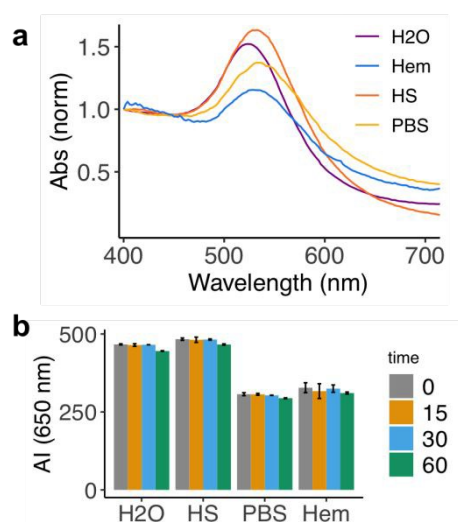 a
Abs (norm)
1.5
1.0
0.5
400
500
600
700
Wavelength (nm)
H2O
Hem
HS
PBS
b
AI (650 nm)
500
250
0
H2O
HS
PBS
Hem
time
0
15
30
60